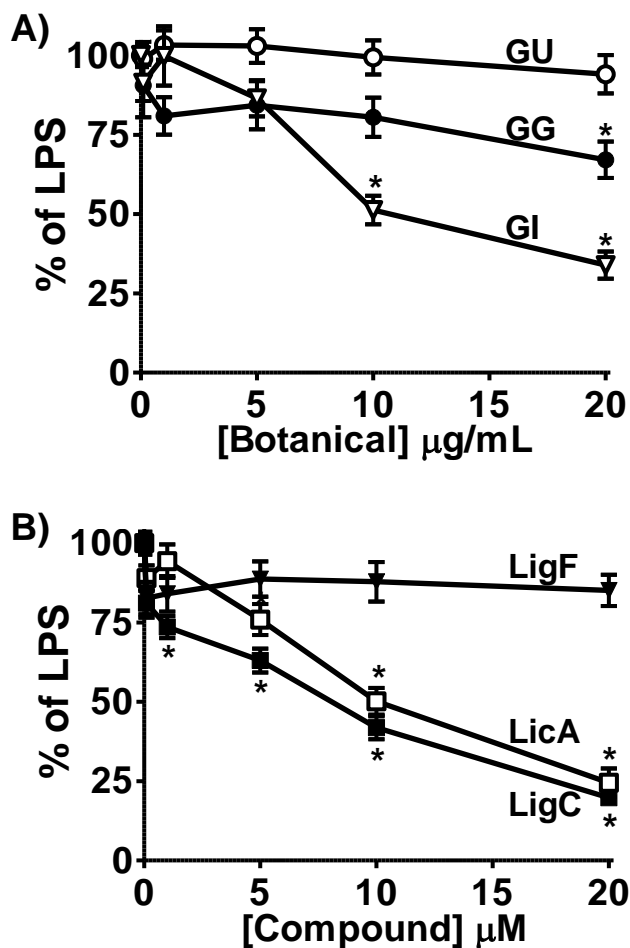 A)
% of LPS
100
75
50
25
0
GU
GG
GI
*
*
*
0 5 10 15 20
[Botanical] μg/mL
B)
% of LPS
100
75
50
25
0
LigF
LicA
LigC
*
*
*
*
*
*
0 5 10 15 20
[Compound] μM